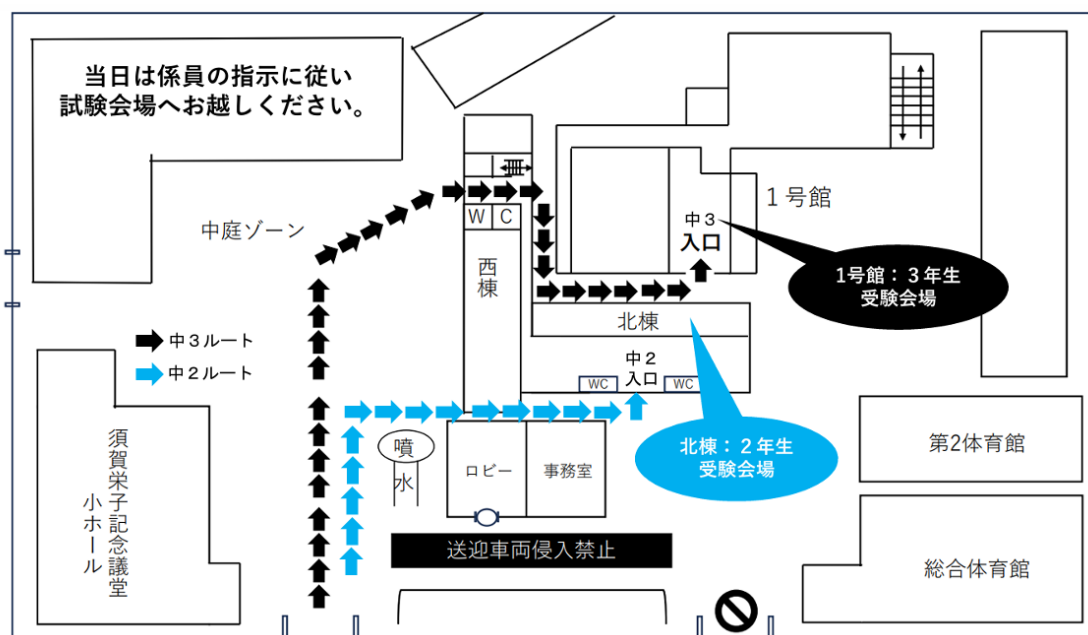 当日は係員の指示に従い
試験会場へお越しください。
中庭ゾーン
W C
西棟
1号館
中3
入口
1号館：3年生
受験会場
北棟
中2
入口
WC
WC
中3ルート
中2ルート
北棟：2年生
受験会場
噴水
ロビー
事務室
送迎車両侵入禁止
須賀栄子記念議堂
小ホール
第2体育館
総合体育館